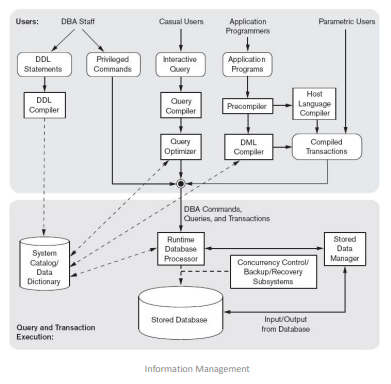 Users:
DBA Staff
Casual Users
Application
Programmers
Parametric Users
DDL
Statements
Privileged
Commands
Interactive
Query
Application
Programs
DDL
Compiler
Query
Compiler
Precompiler
Host
Language
Compiler
Query
Optimizer
DML
Compiler
Compiled
Transactions
DBA Commands,
Queries, and Transactions
System
Catalog/
Data
Dictionary
Runtime
Database
Processor
Stored
Data
Manager
Concurrency Control/
Backup/Recovery
Subsystems
Stored Database
Input/Output
from Database
Query and Transaction
Execution:
Information Management